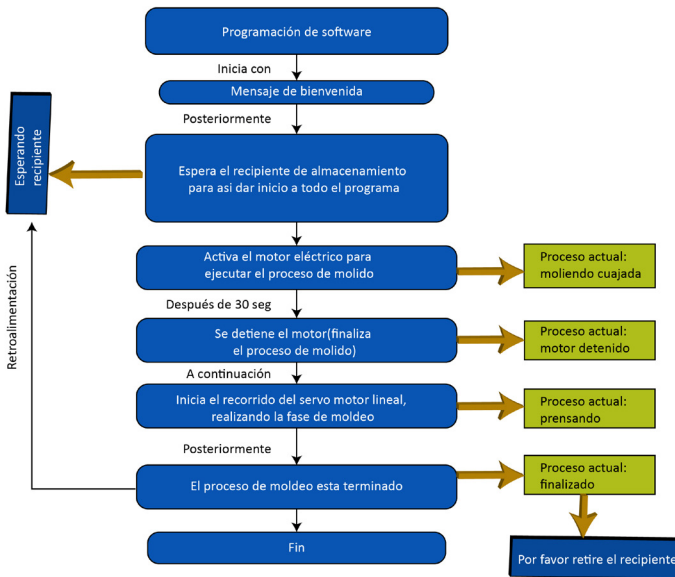 Programación de software
Inicia con
Mensaje de bienvenida
Posteriormente
Esperando
recipiente
Espera el recipiente de almacenamiento
para asi dar inicio a todo el programa
Activa el motor eléctrico para
ejecutar el proceso de molido
Proceso actual:
moliendo cuajada
Retroalimentación
Después de 30 seg
Se detiene el motor(finaliza
el proceso de molido)
Proceso actual:
motor detenido
A continuación
Inicia el recorrido del servo motor lineal,
realizando la fase de moldeo
Proceso actual:
prensando
Posteriormente
El proceso de moldeo esta terminado
Proceso actual:
finalizado
Fin
Por favor retire el recipiente